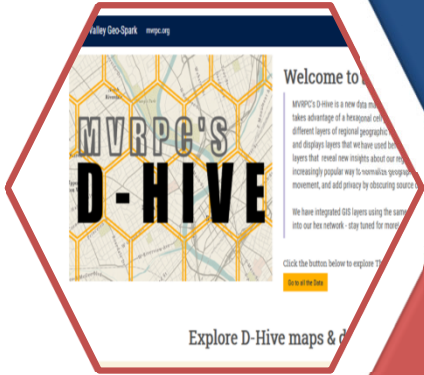 Valley Geo-Spark mvrpc.org
MVRPC'S
D-HIVE
Welcome to
MVRPC's D-Hive is a new data
takes advantage of a hexagonal
different layers of regional geographic
and displays layers that we have used
layers that reveal new insights about our
increasingly popular way to normalize
movement, and add privacy by obscuring source
We have integrated GIS layers using the same
into our hex network - stay tuned for more!
Click the button below to explore
Go to all the Data
Explore D-Hive maps &